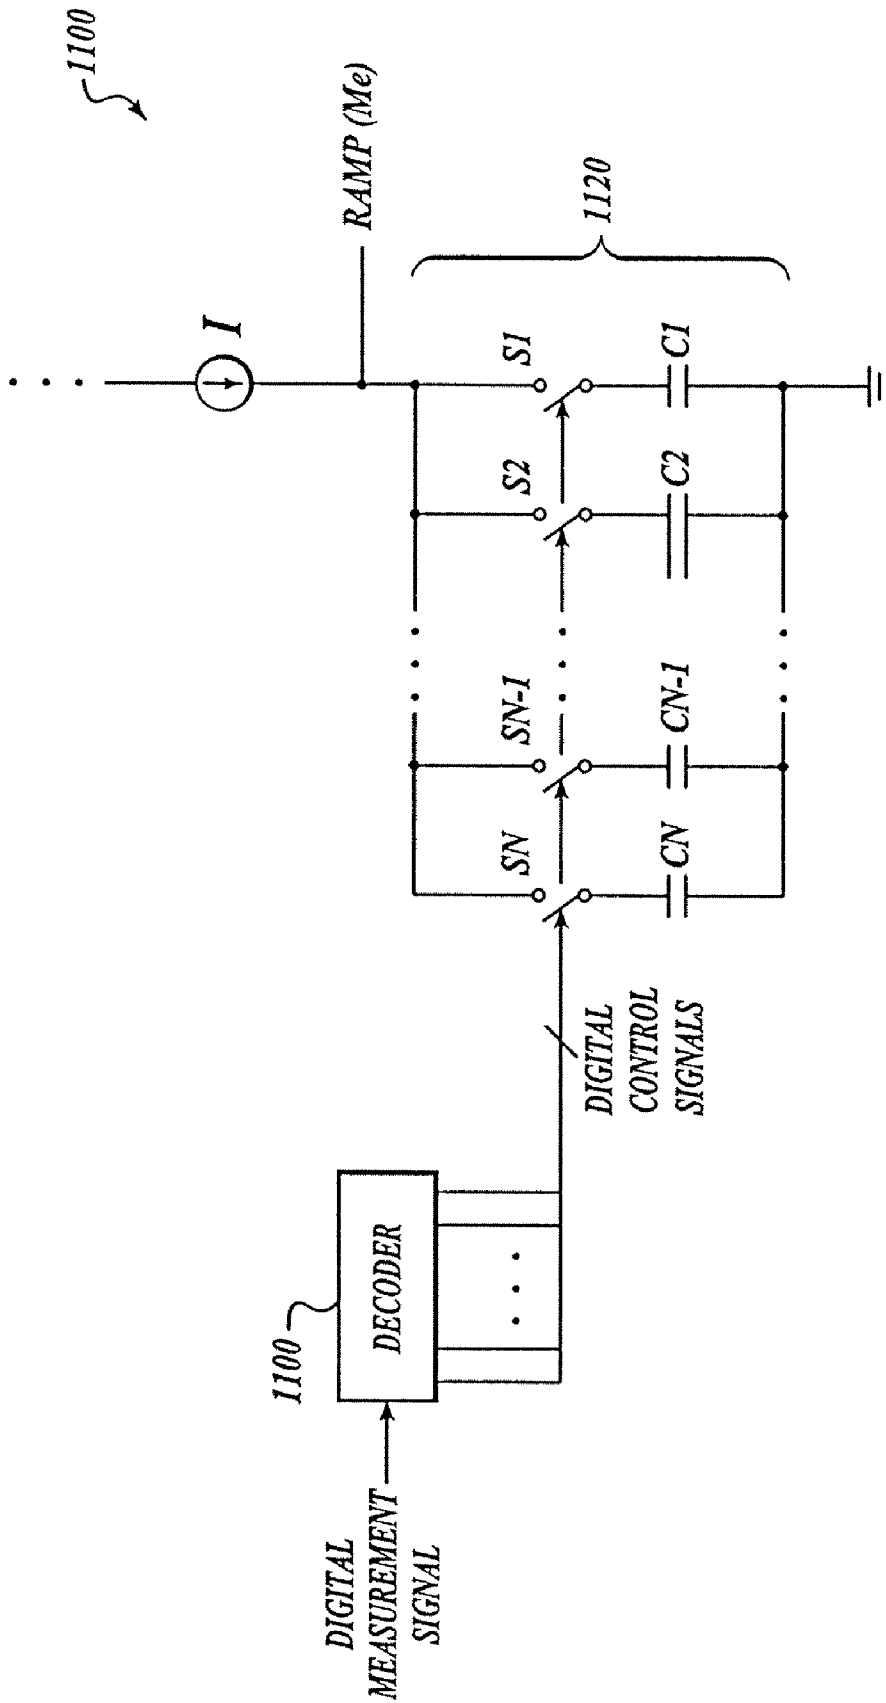 1100
I
RAMP (Me)
1120
SN
SN-1
S2
S1
CN
CN-1
C2
C1
1100
DECODER
DIGITAL
MEASUREMENT
SIGNAL
DIGITAL
CONTROL
SIGNALS